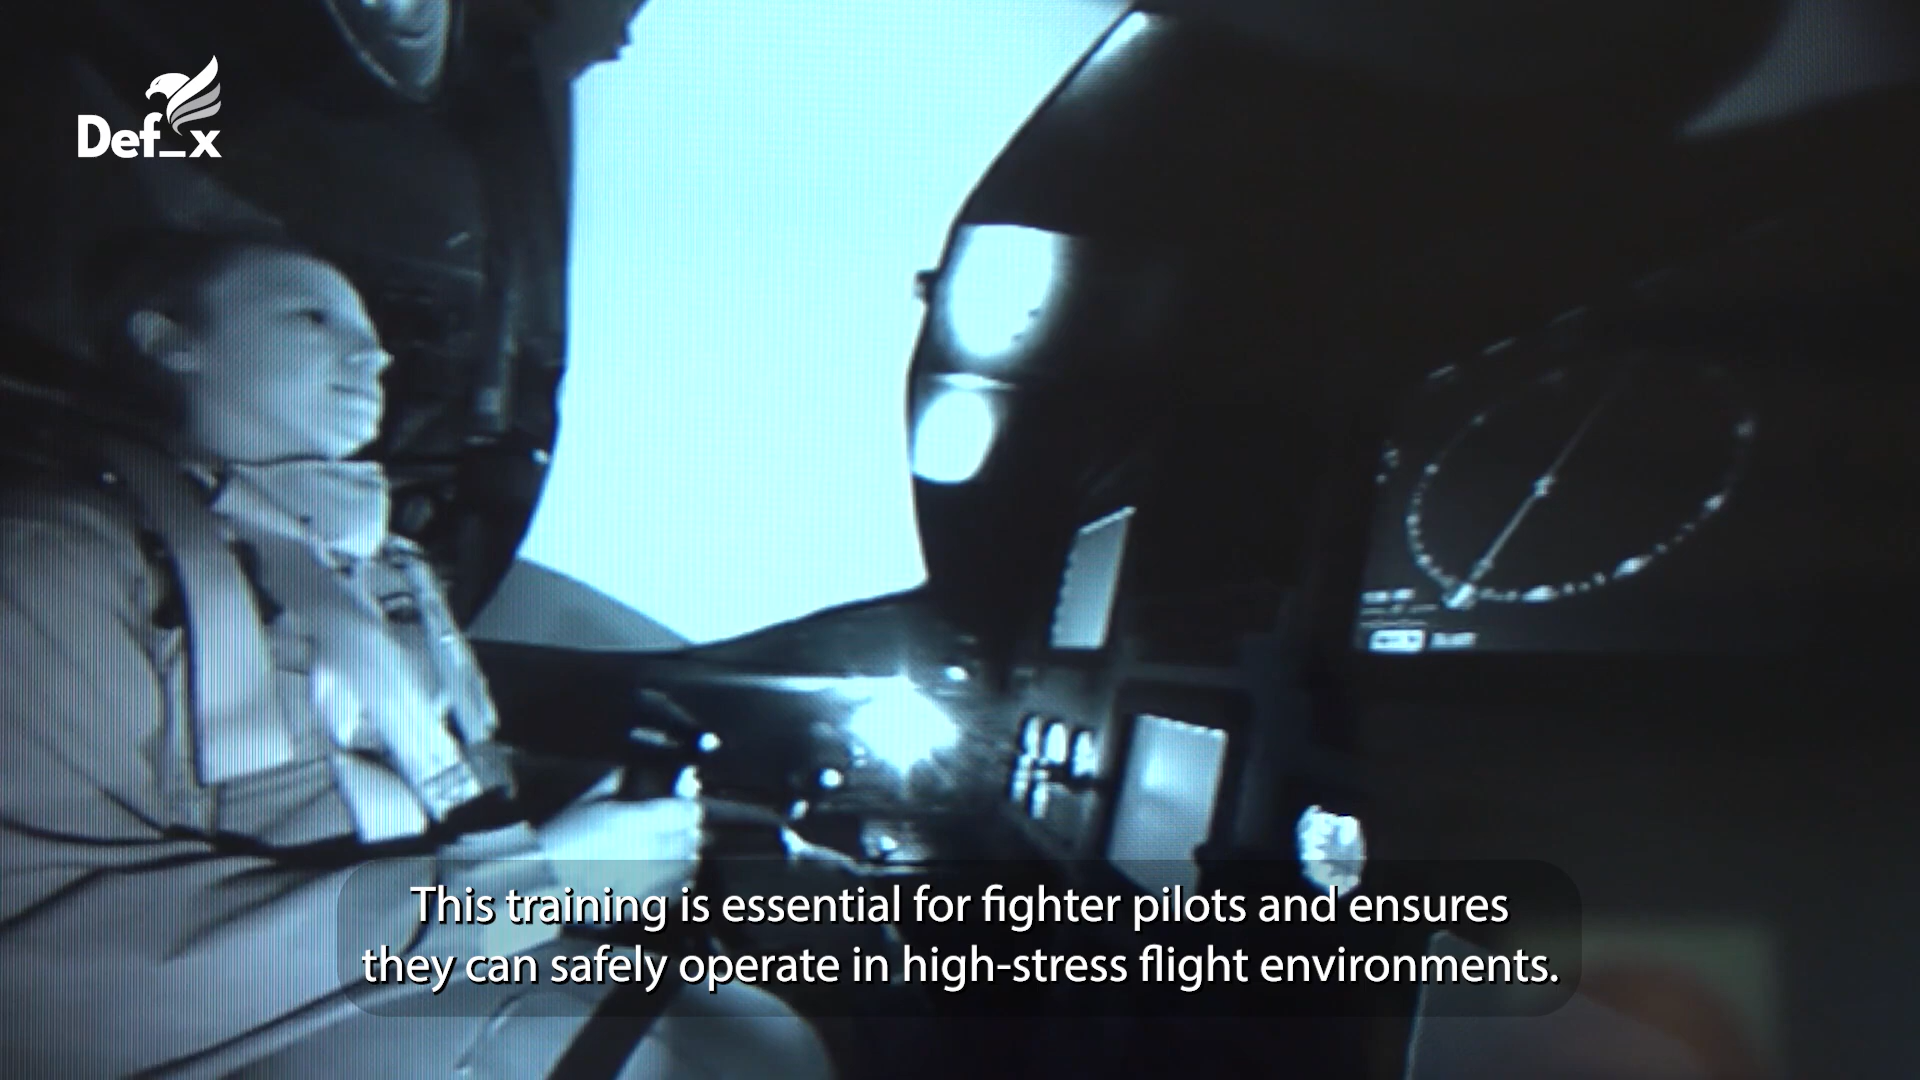 Def_x
This training is essential for fighter pilots and ensures
they can safely operate in high-stress flight environments.